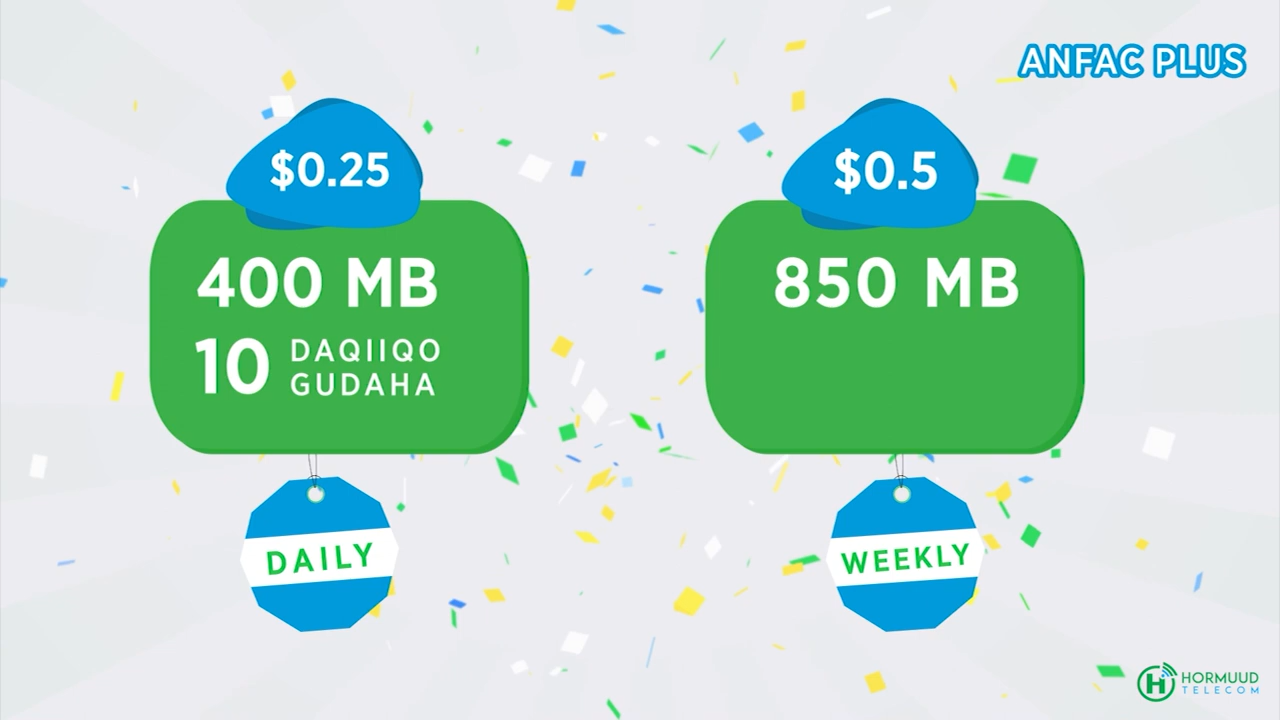 ANFAC PLUS
$0.25
400 MB
10 DAQIIQO
GUDAHA
DAILY
$0.5
850 MB
WEEKLY
HORMUUD
TELECOM